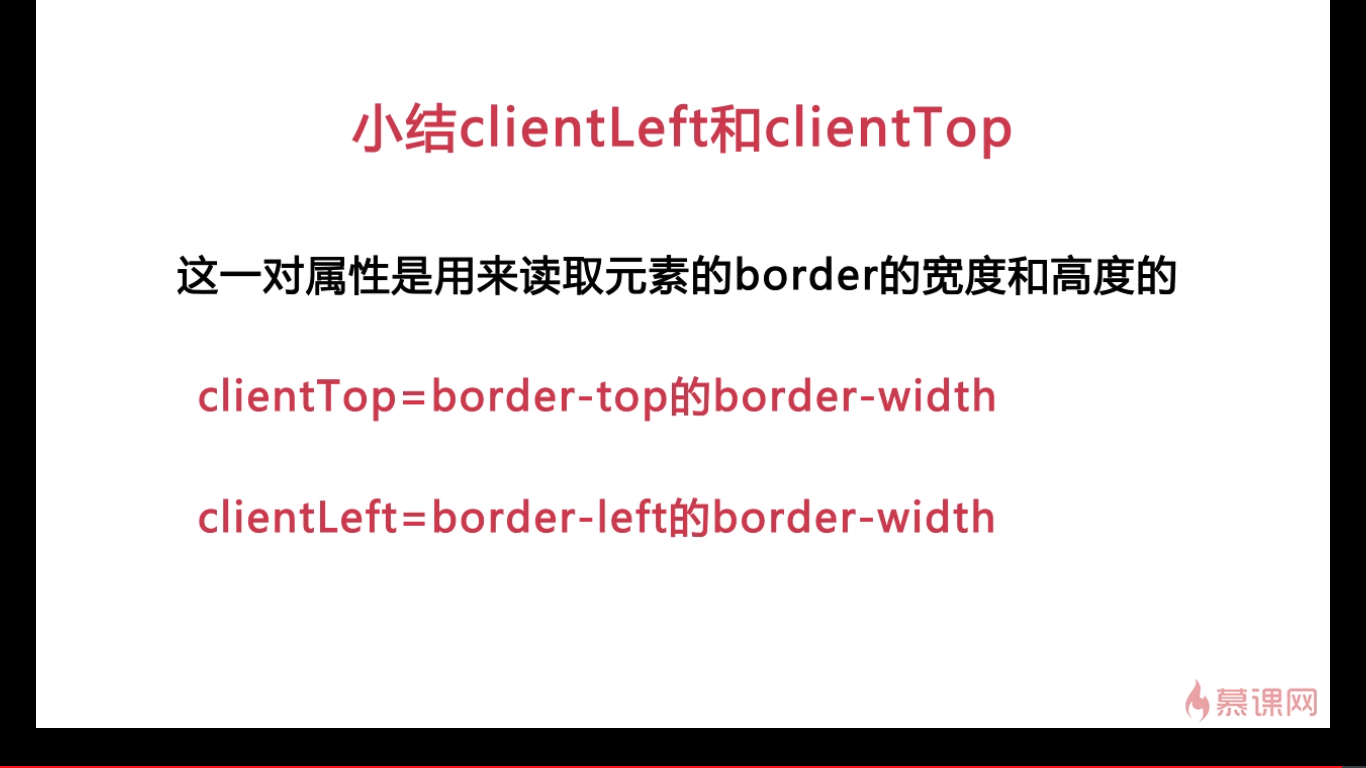 小结clientLeft和clientTop
这一对属性是用来读取元素的border的宽度和高度的
clientTop=border-top的border-width
clientLeft=border-left的border-width
慕课网